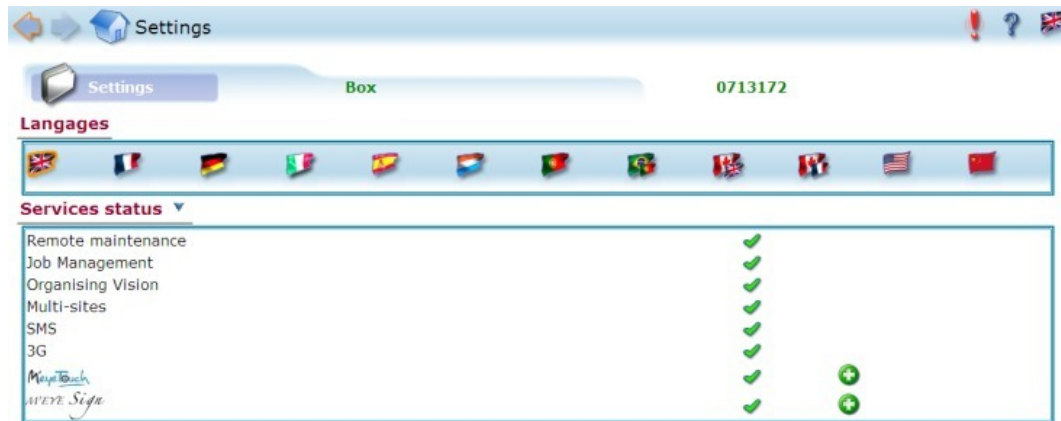 Settings
Settings Box 0713172
Langages
Services status
Remote maintenance
Job Management
Organising Vision
Multi-sites
SMS
3G
MeyeTouch
M'EYE Sign